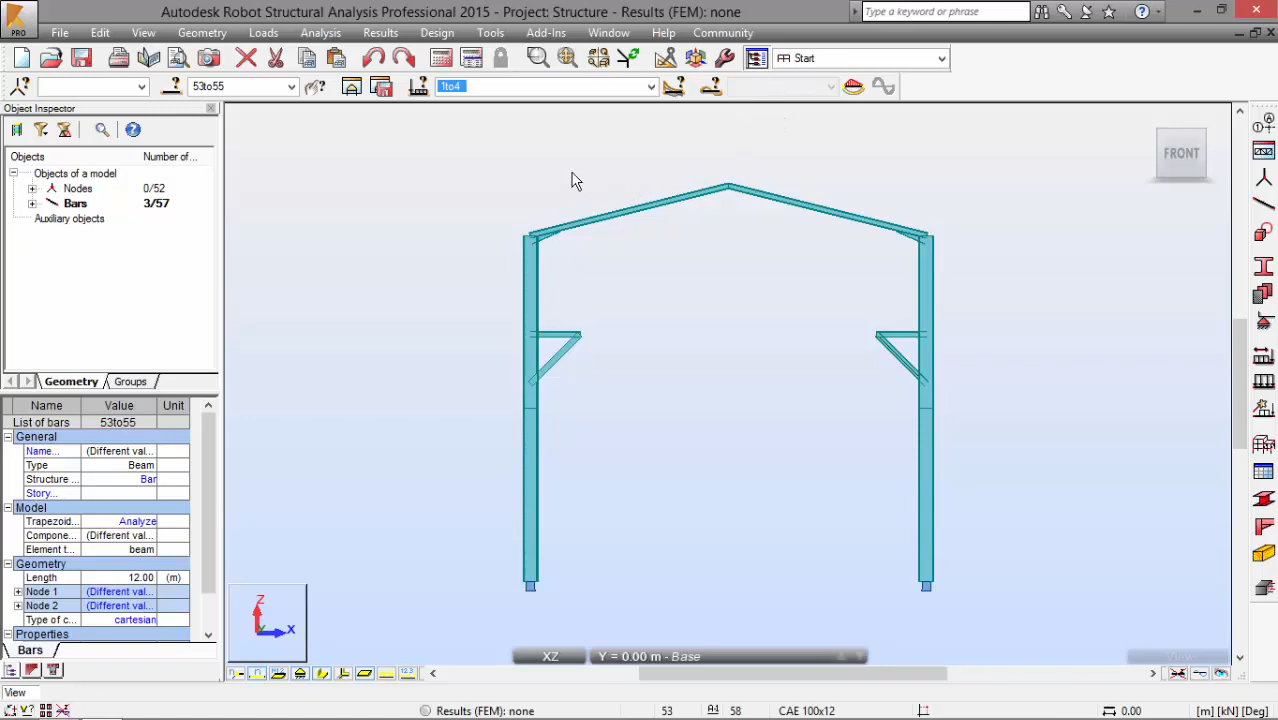 Autodesk Robot Structural Analysis Professional 2015 - Project: Structure - Results (FEM): none
Type a keyword or phrase
PRO
File Edit View Geometry Loads Analysis Results Design Tools Add-Ins Window Help Community
Start
53to55
1to4
Object Inspector
Objects Number of...
Objects of a model
Nodes 0/52
Bars 3/57
Auxiliary objects
FRONT
Geometry Groups
Name Value Unit
List of bars 53to55
General
Name... (Different val...
Type Beam
Structure ... Bar
Story...
Model
Trapezoid... Analyze
Compone... (Different val...
Element t... beam
Geometry
Length 12.00 (m)
Node 1 (Different val...
Node 2 (Different val...
Type of c... cartesian
Properties
Bars
Z
X
XZ
Y = 0.00 m - Base
View
View
Results (FEM): none
53
58
CAE 100x12
0.00
[m] [kN] [Deg]